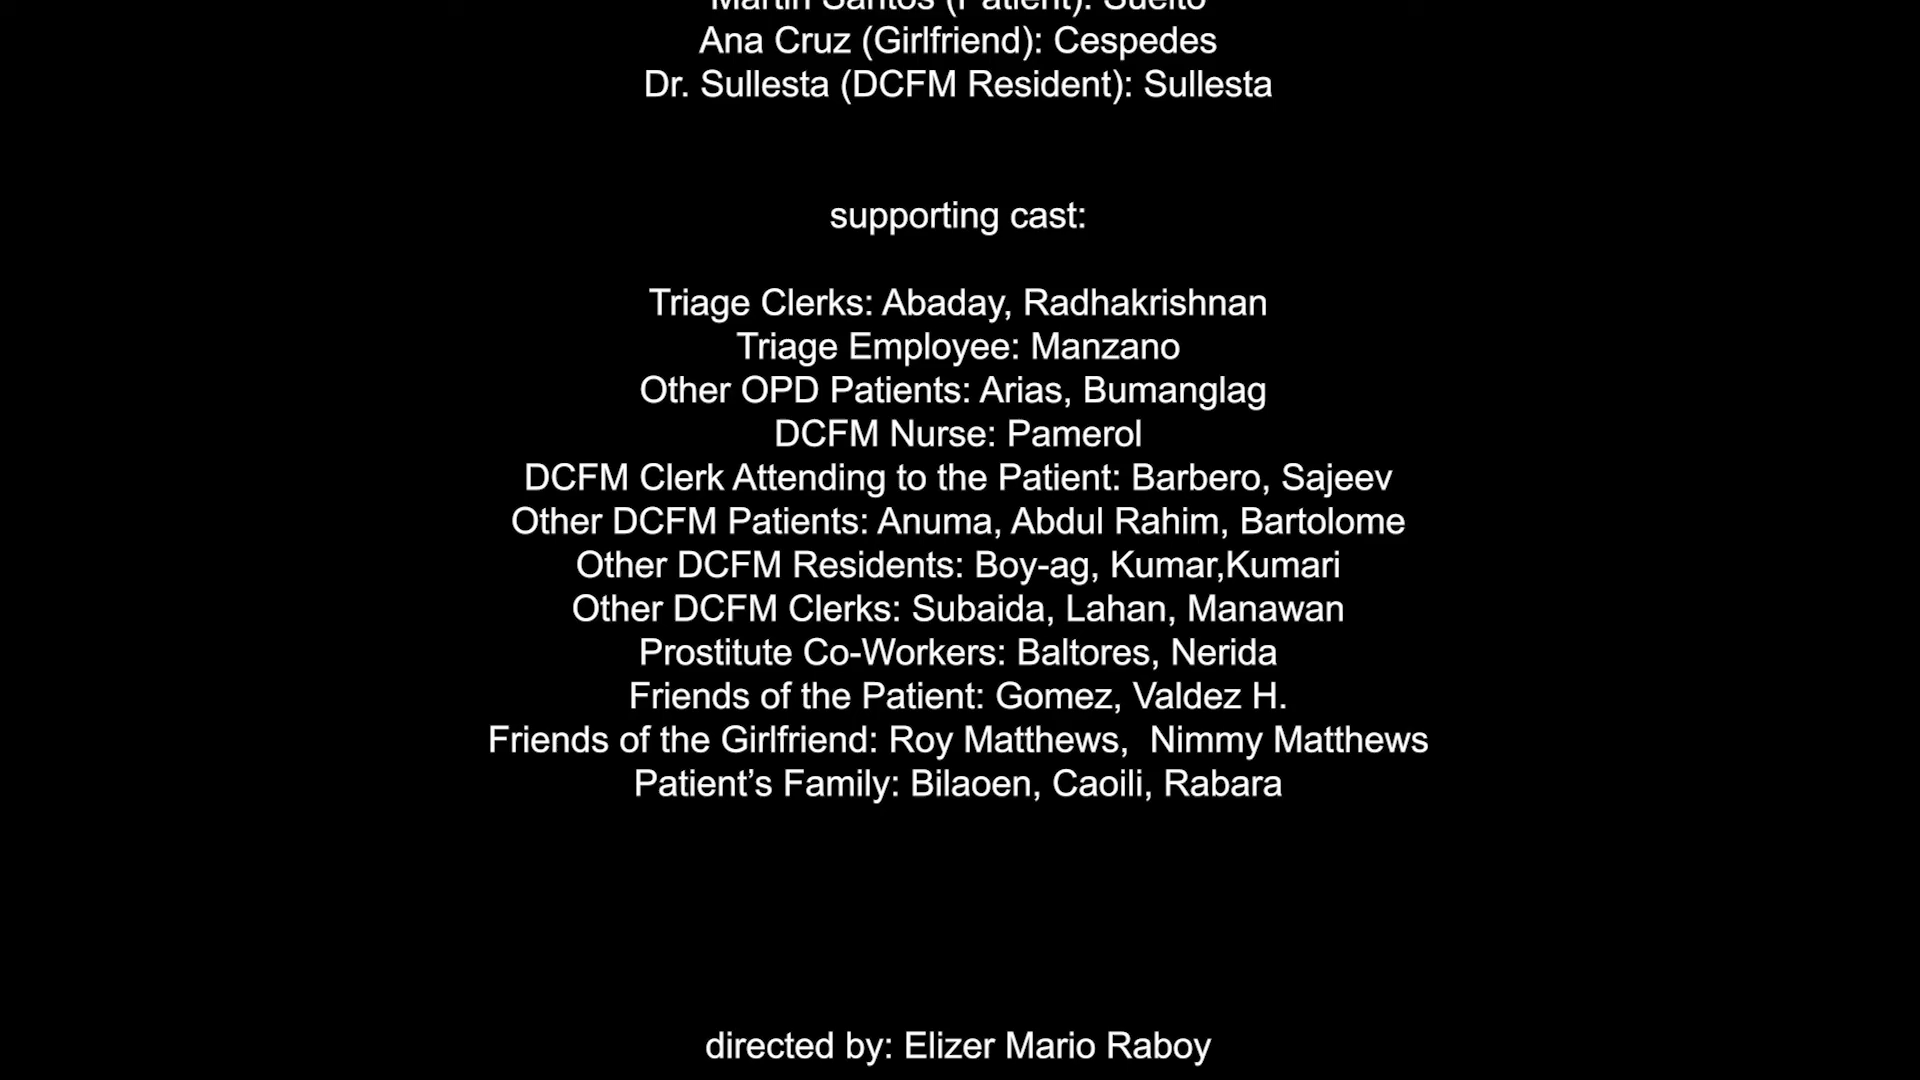 Martin Santos (Patient): Suelto
Ana Cruz (Girlfriend): Cespedes
Dr. Sullesta (DCFM Resident): Sullesta
supporting cast:
Triage Clerks: Abaday, Radhakrishnan
Triage Employee: Manzano
Other OPD Patients: Arias, Bumanglag
DCFM Nurse: Pamerol
DCFM Clerk Attending to the Patient: Barbero, Sajeev
Other DCFM Patients: Anuma, Abdul Rahim, Bartolome
Other DCFM Residents: Boy-ag, Kumar,Kumari
Other DCFM Clerks: Subaida, Lahan, Manawan
Prostitute Co-Workers: Baltores, Nerida
Friends of the Patient: Gomez, Valdez H.
Friends of the Girlfriend: Roy Matthews,  Nimmy Matthews
Patient’s Family: Bilaoen, Caoili, Rabara
directed by: Elizer Mario Raboy